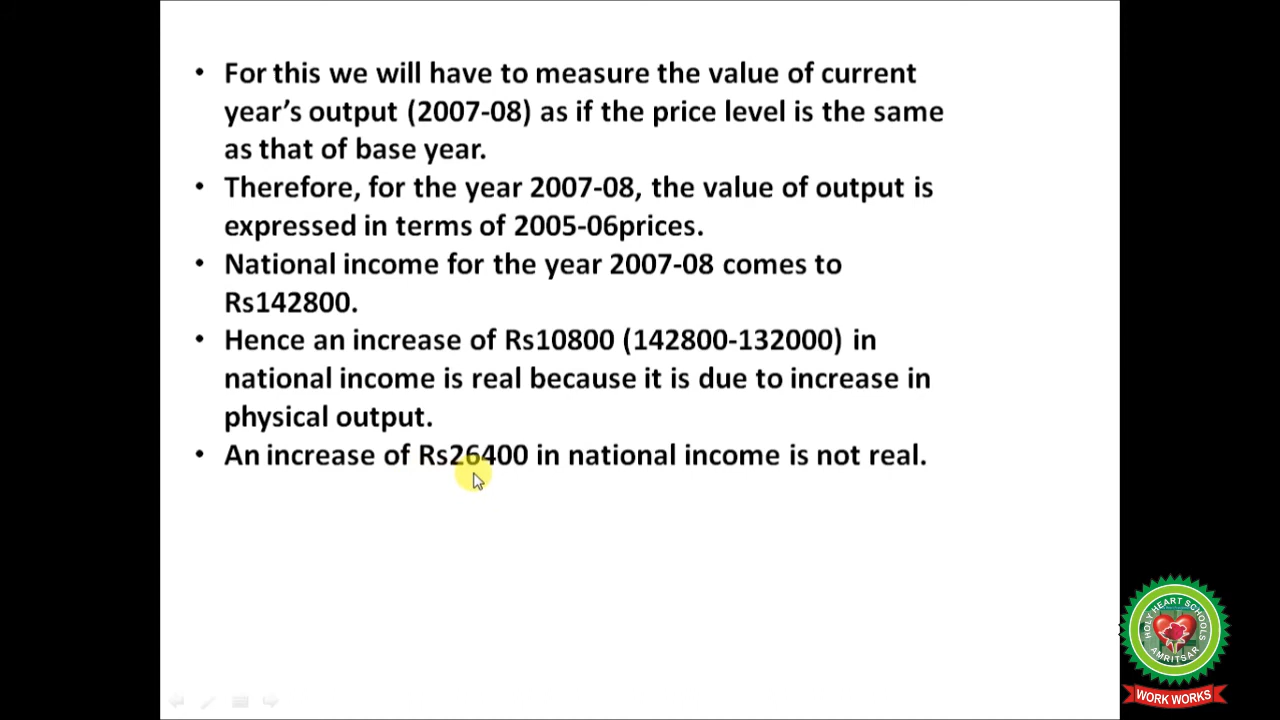 • For this we will have to measure the value of current
year's output (2007-08) as if the price level is the same
as that of base year.
• Therefore, for the year 2007-08, the value of output is
expressed in terms of 2005-06prices.
• National income for the year 2007-08 comes to
Rs142800.
• Hence an increase of Rs10800 (142800-132000) in
national income is real because it is due to increase in
physical output.
• An increase of Rs26400 in national income is not real.
HOLY HEART SCHOOLS
AMRITSAR
WORK WORKS